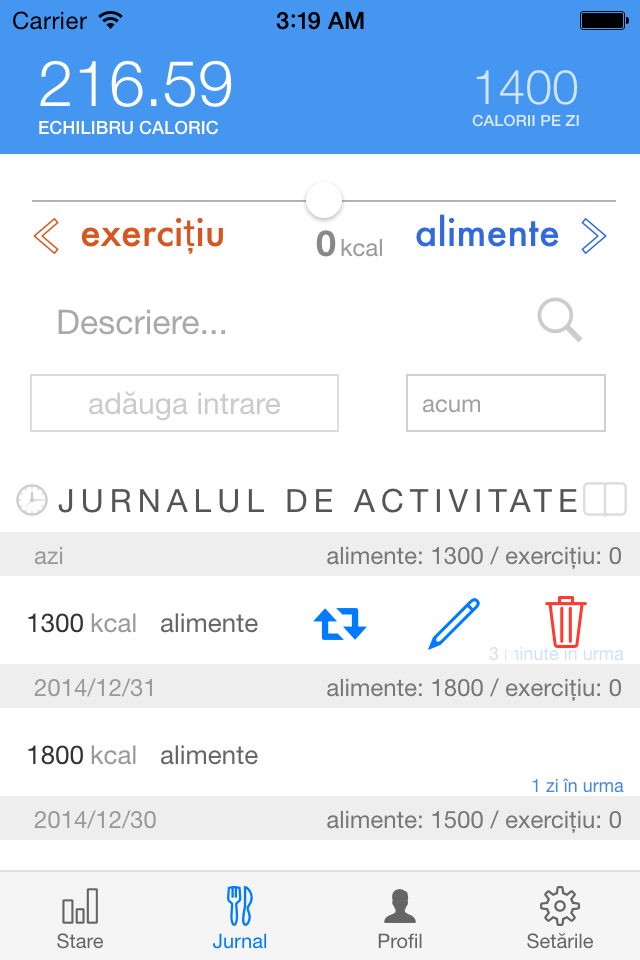 Carrier 3:19 AM
216.59 1400
ECHILIBRU CALORIC CALORII PE ZI
exercițiu 0 kcal alimente
Descriere...
adăuga intrare acum
JURNALUL DE ACTIVITATE
azi alimente: 1300 / exercițiu: 0
1300 kcal alimente
3 minute în urma
2014/12/31 alimente: 1800 / exercițiu: 0
1800 kcal alimente
1 zi în urma
2014/12/30 alimente: 1500 / exercițiu: 0
Stare Jurnal Profil Setările